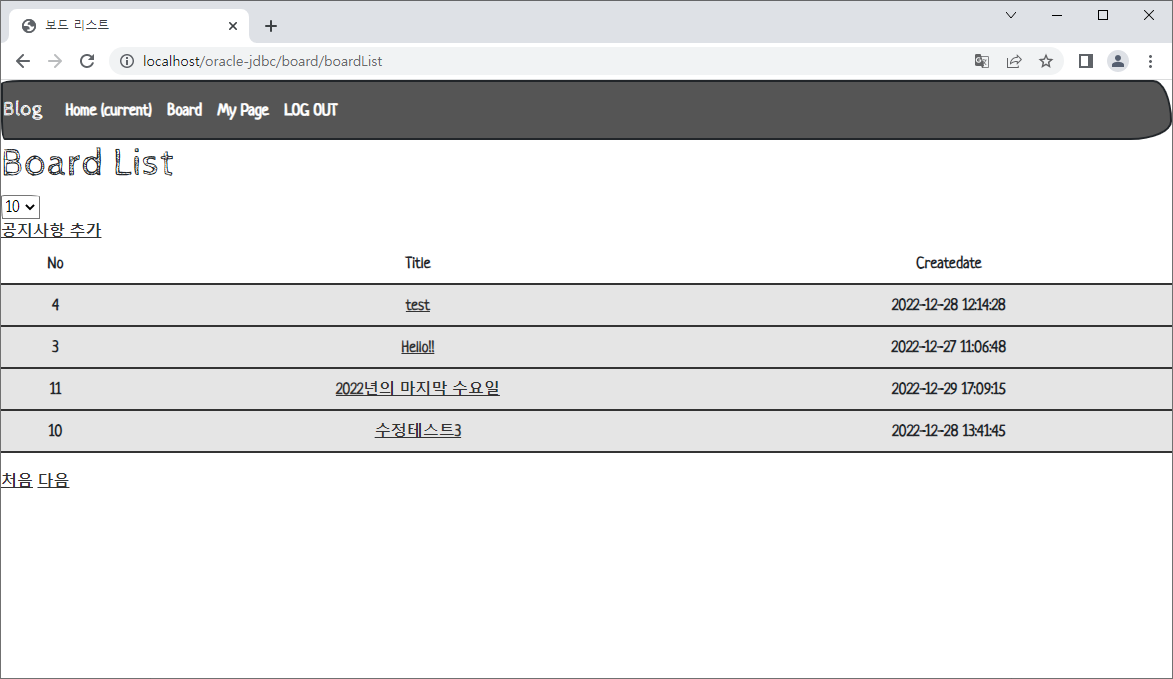 보드 리스트
localhost/oracle-jdbc/board/boardList
Blog Home (current) Board My Page LOG OUT
Board List
10
공지사항 추가
No Title Createdate
4 test 2022-12-28 12:14:28
3 Hello!! 2022-12-27 11:06:48
11 2022년의 마지막 수요일 2022-12-29 17:09:15
10 수정테스트3 2022-12-28 13:41:45
처음 다음